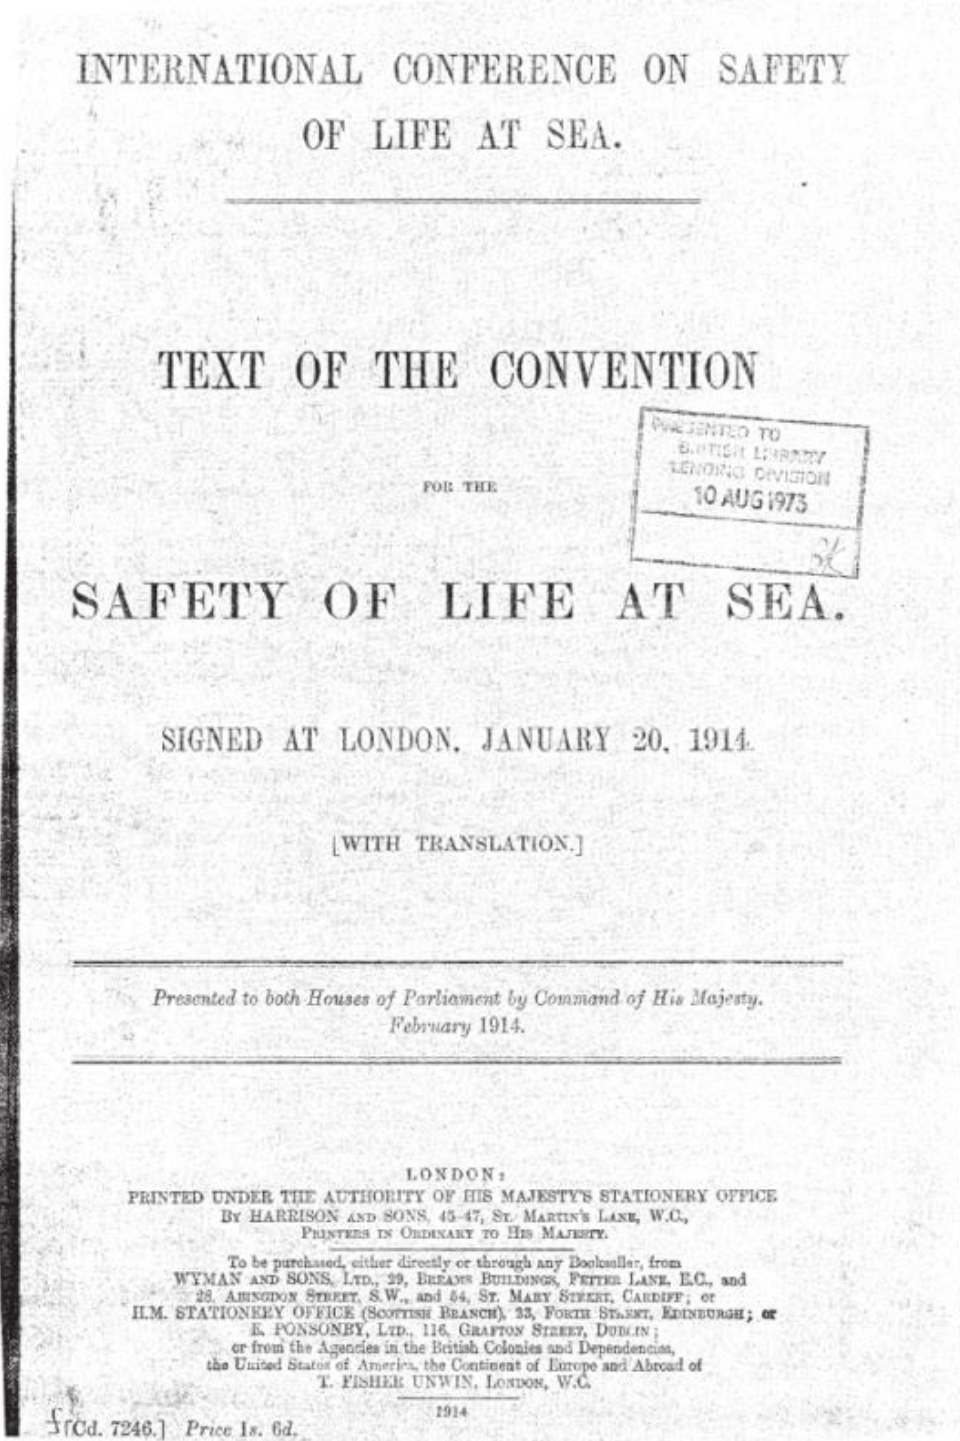 INTERNATIONAL CONFERENCE ON SAFETY
OF LIFE AT SEA.
TEXT OF THE CONVENTION
PRESENTED TO
BRITISH LIBRARY
LENDING DIVISION
10 AUG 1973
FOR THE
SAFETY OF LIFE AT SEA.
SIGNED AT LONDON, JANUARY 20, 1914.
[WITH TRANSLATION.]
Presented to both Houses of Parliament by Command of His Majesty.
February 1914.
LONDON:
PRINTED UNDER THE AUTHORITY OF HIS MAJESTY'S STATIONERY OFFICE
BY HARRISON AND SONS, 45-47, ST. MARTIN'S LANE, W.C.,
PRINTERS IN ORDINARY TO HIS MAJESTY.
To be purchased, either directly or through any Bookseller, from
WYMAN AND SONS, LTD., 29, BREAMS BUILDINGS, FETTER LANE, E.C., and
28, ABINGDON STREET, S.W., and 54, ST. MARY STREET, CARDIFF; or
H.M. STATIONERY OFFICE (SCOTTISH BRANCH), 23, FORTH STREET, EDINBURGH; or
E. PONSONBY, LTD., 116, GRAFTON STREET, DUBLIN;
or from the Agencies in the British Colonies and Dependencies,
the United States of America, the Continent of Europe and Abroad of
T. FISHER UNWIN, LONDON, W.C.
1914
[Cd. 7246.] Price 1s. 6d.